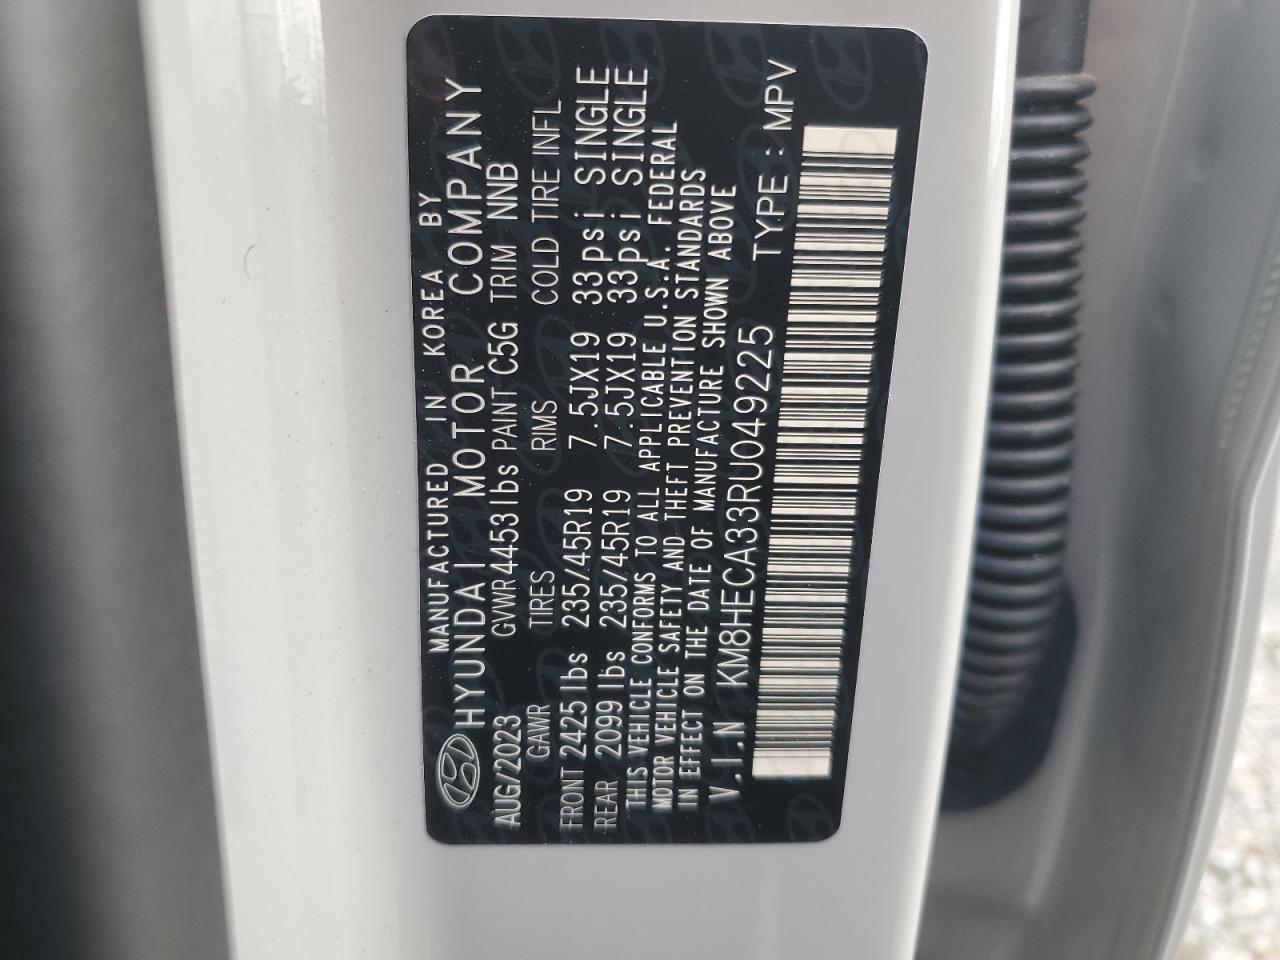 MANUFACTURED IN KOREA BY
HYUNDAI MOTOR COMPANY
AUG/2023 GVWR 4453lbs PAINT C5G TRIM NNB
GAWR TIRES RIMS COLD TIRE INFL
FRONT 2425lbs 235/45R19 7.5JX19 33psi SINGLE
REAR 2099lbs 235/45R19 7.5JX19 33psi SINGLE
THIS VEHICLE CONFORMS TO ALL APPLICABLE U.S.A. FEDERAL
MOTOR VEHICLE SAFETY AND THEFT PREVENTION STANDARDS
IN EFFECT ON THE DATE OF MANUFACTURE SHOWN ABOVE
V.I.N KM8HECA33RU049225 TYPE : MPV